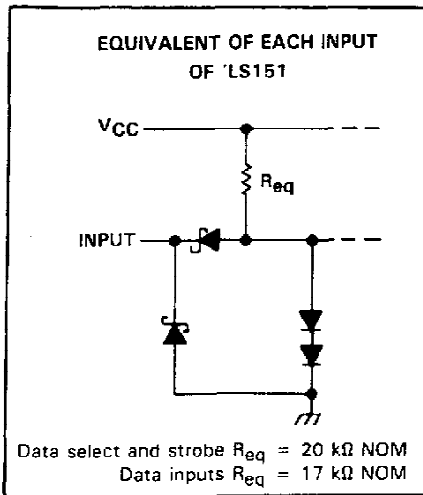 EQUIVALENT OF EACH INPUT
OF 'LS151
VCC
Req
INPUT
Data select and strobe Req = 20 kΩ NOM
Data inputs Req = 17 kΩ NOM